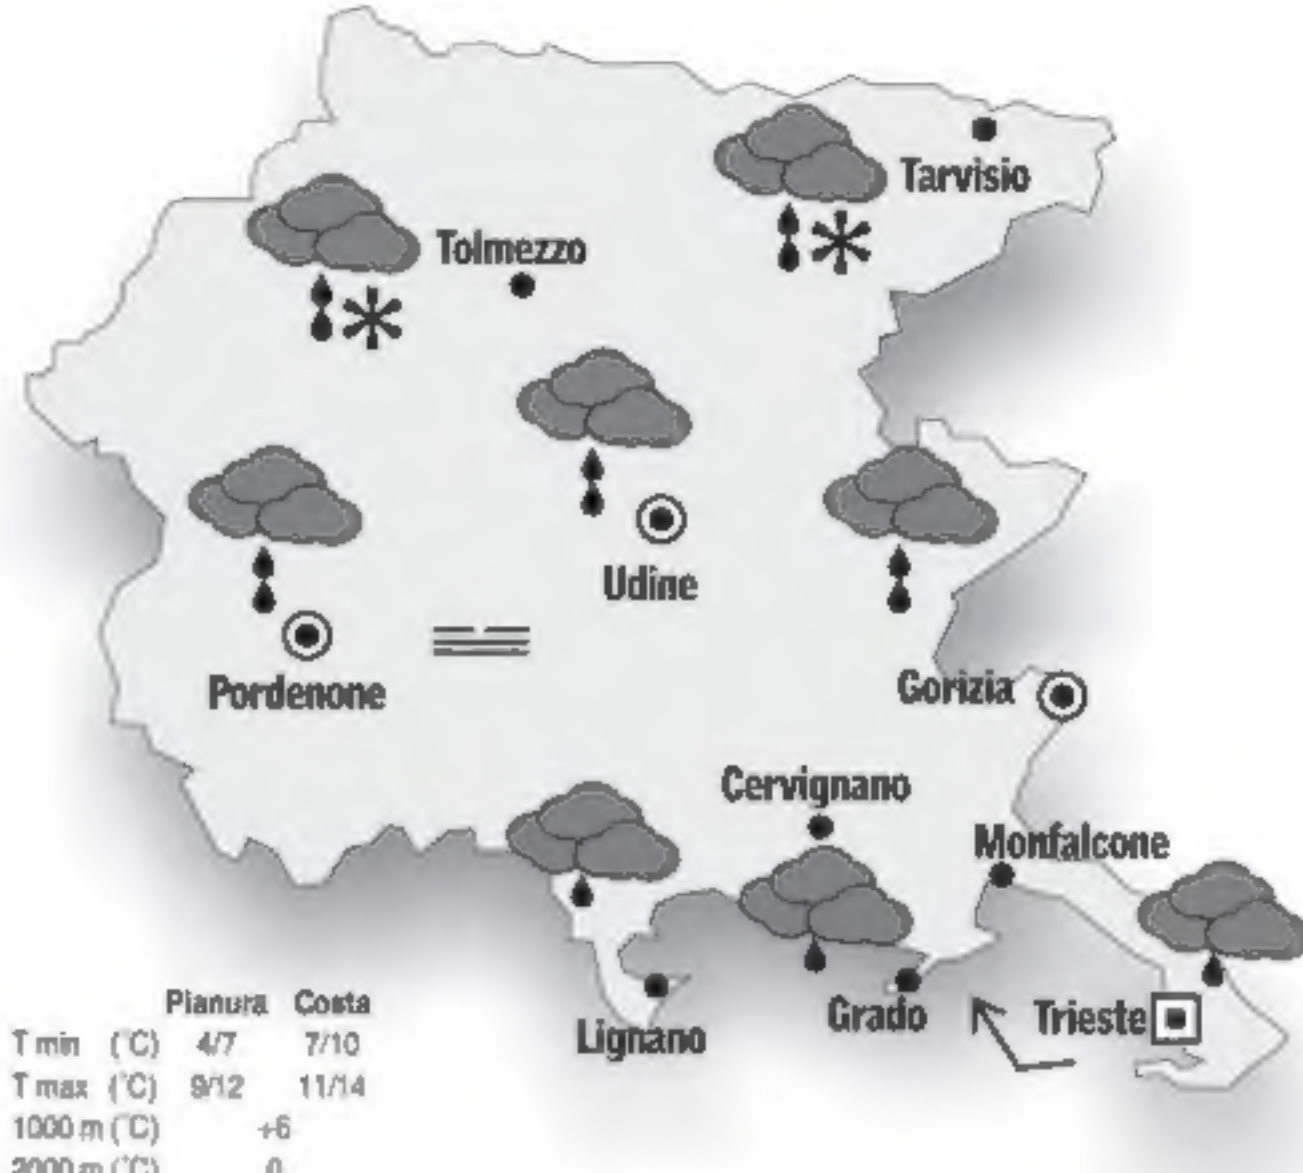 Tarvisio
Tolmezzo
Udine
Pordenone
Gorizia
Cervignano
Monfalcone
Grado
Trieste
Lignano
Pianura Costa
T min (°C) 4/7 7/10
T max (°C) 9/12 11/14
1000 m (°C) +6
2000 m (°C) 0